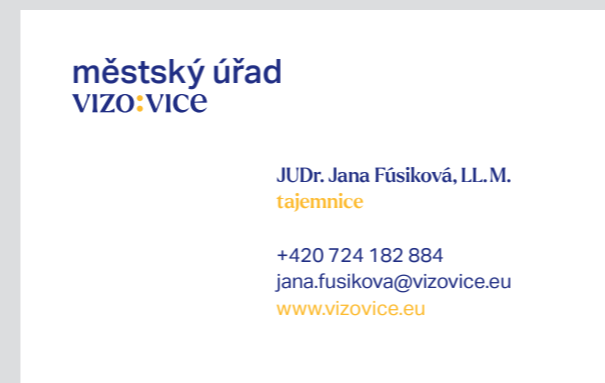 městský úřad
vizo:vice
JUDr. Jana Fúsiková, LL.M.
tajemnice
+420 724 182 884
jana.fusikova@vizovice.eu
www.vizovice.eu